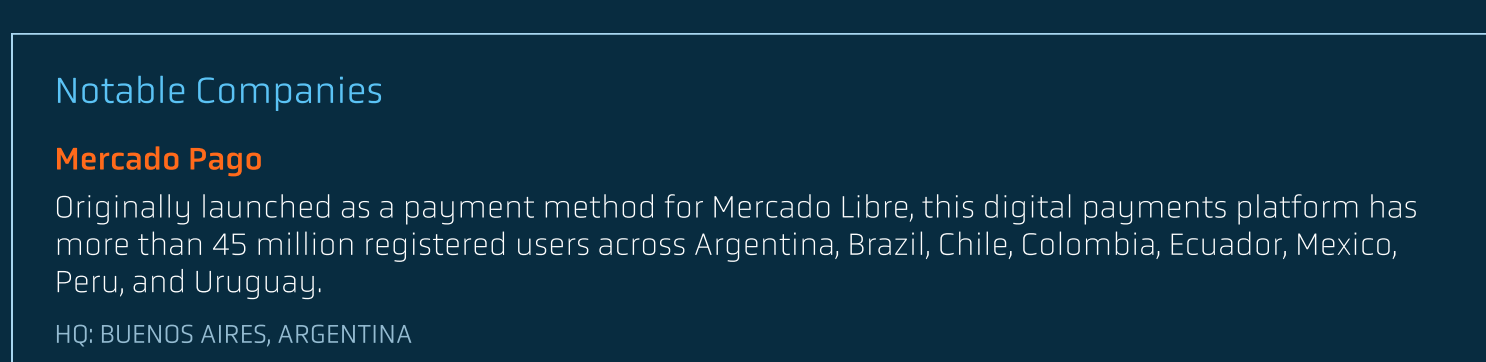 Notable Companies
Mercado Pago
Originally launched as a payment method for Mercado Libre, this digital payments platform has
more than 45 million registered users across Argentina, Brazil, Chile, Colombia, Ecuador, Mexico,
Peru, and Uruguay.
HQ: BUENOS AIRES, ARGENTINA